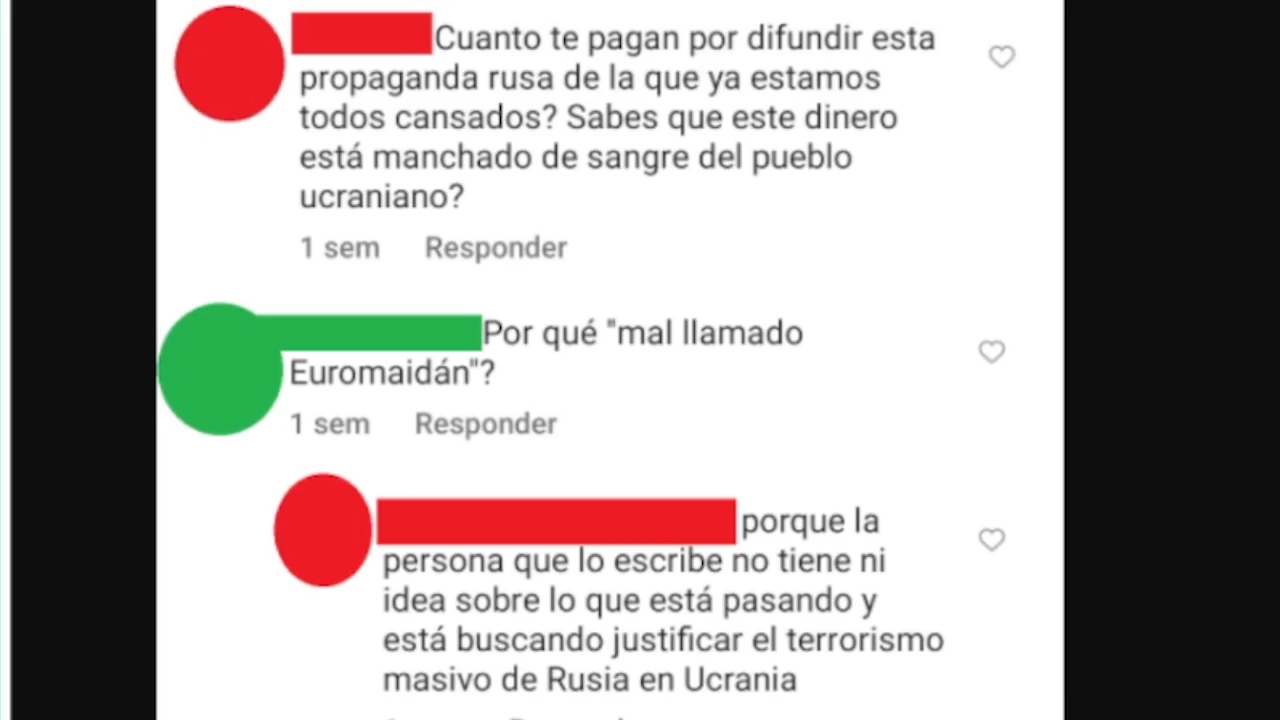 Cuanto te pagan por difundir esta
propaganda rusa de la que ya estamos
todos cansados? Sabes que este dinero
está manchado de sangre del pueblo
ucraniano?
1 sem Responder
Por qué "mal llamado
Euromaidán"?
1 sem Responder
porque la
persona que lo escribe no tiene ni
idea sobre lo que está pasando y
está buscando justificar el terrorismo
masivo de Rusia en Ucrania